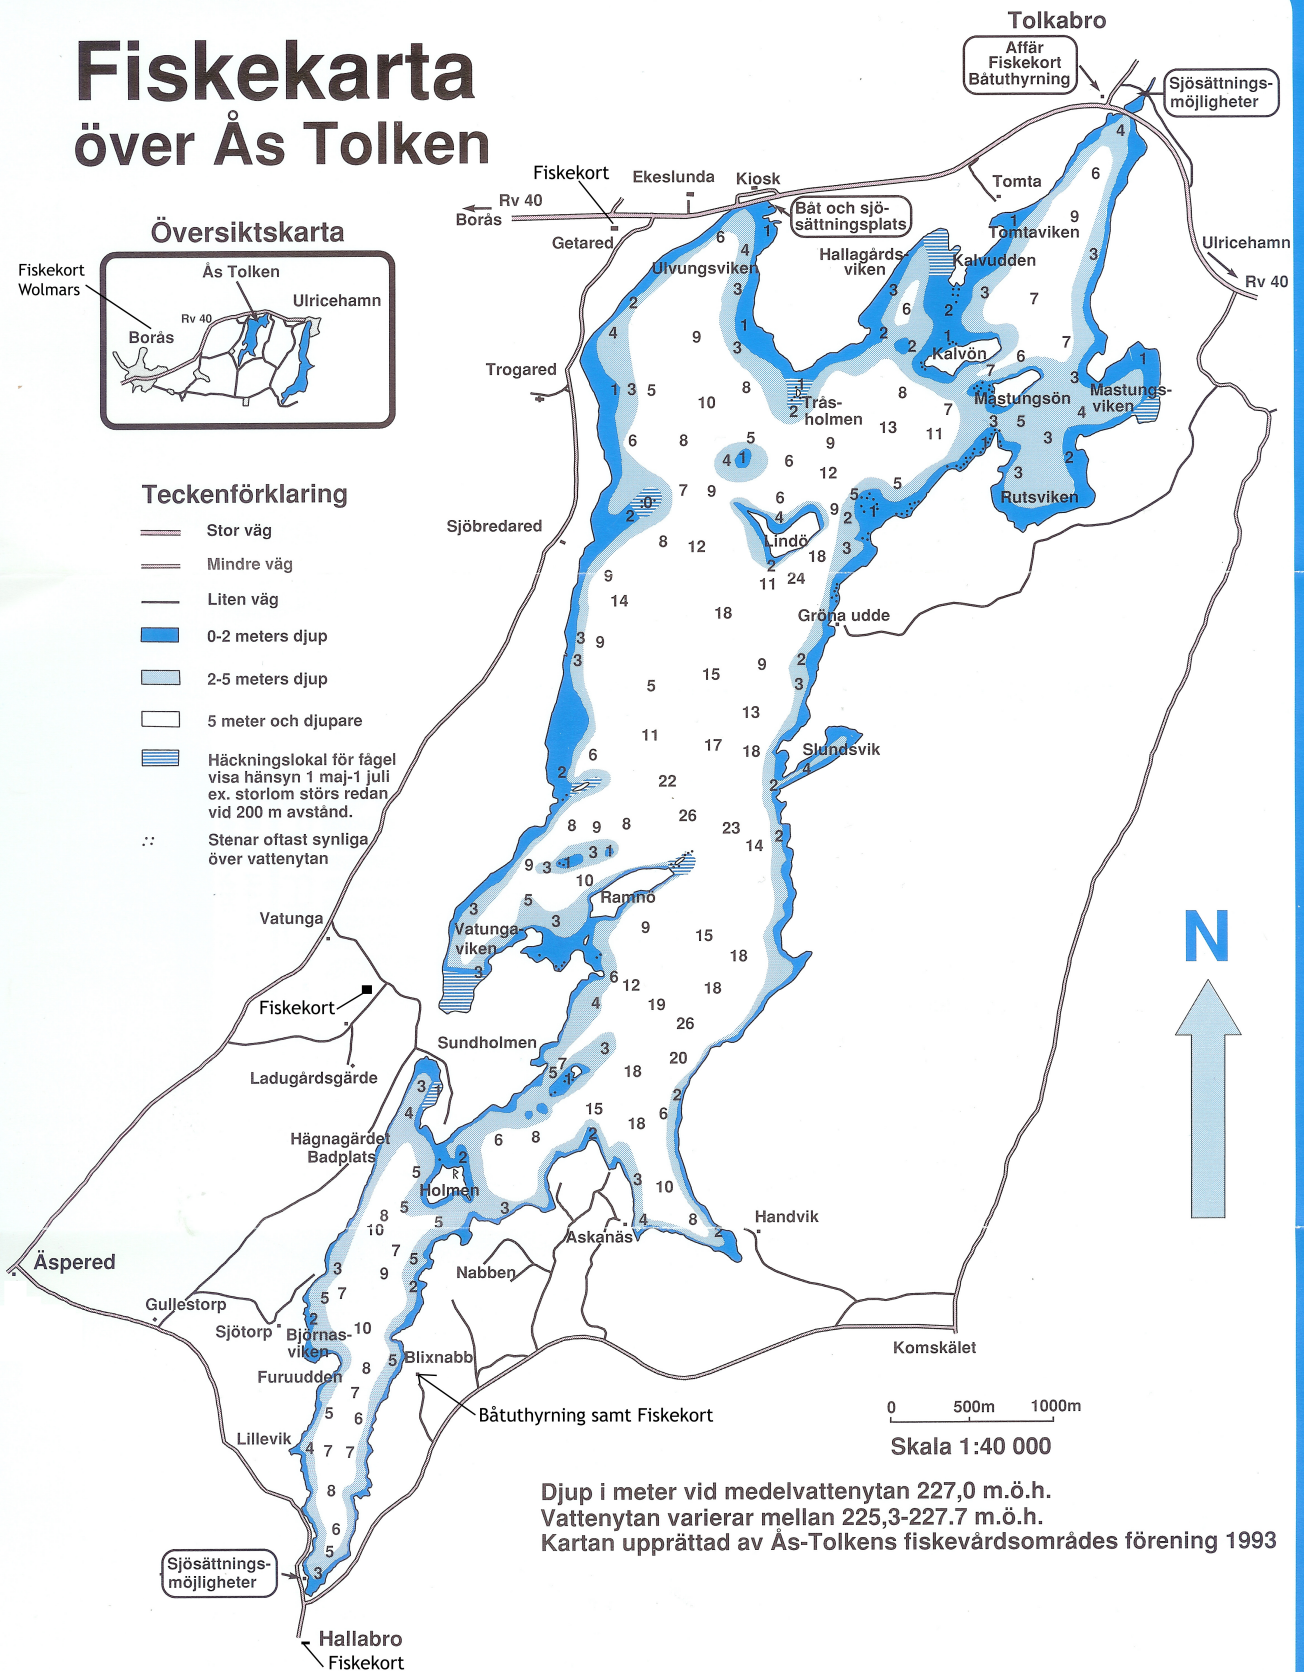 Fiskekarta
över Ås Tolken
Tolkabro
Affär
Fiskekort
Båtuthyrning
Sjösättnings-
möjligheter
Fiskekort
Ekeslunda
Kiosk
Rv 40
Borås
Getared
Båt och sjö-
sättningsplats
Tomta
Tomtaviken
Ulricehamn
Rv 40
Översiktskarta
Fiskekort
Wolmars
Ås Tolken
Ulricehamn
Rv 40
Borås
Ulvungsviken
Hallagårds-
viken
Kalvudden
Kalvön
Trogared
Mastungsön
Mastungs-
viken
Trås-
holmen
Rutsviken
Teckenförklaring
Stor väg
Mindre väg
Liten väg
0-2 meters djup
2-5 meters djup
5 meter och djupare
Häckningslokal för fågel
visa hänsyn 1 maj-1 juli
ex. storlom störs redan
vid 200 m avstånd.
Stenar oftast synliga
över vattenytan
Sjöbredared
Lindö
Gröna udde
Slundsvik
Ramnö
Vatunga
Vatunga-
viken
N
Fiskekort
Sundholmen
Ladugårdsgärde
Hägnagärdet
Badplats
Holmen
Askanäs
Handvik
Äspered
Nabben
Gullestorp
Sjötorp
Björnas-
viken
Furuudden
Blixnabb
Komskälet
Båtuthyrning samt Fiskekort
Lillevik
0 500m 1000m
Skala 1:40 000
Djup i meter vid medelvattenytan 227,0 m.ö.h.
Vattenytan varierar mellan 225,3-227.7 m.ö.h.
Kartan upprättad av Ås-Tolkens fiskevårdsområdes förening 1993
Sjösättnings-
möjligheter
Hallabro
Fiskekort